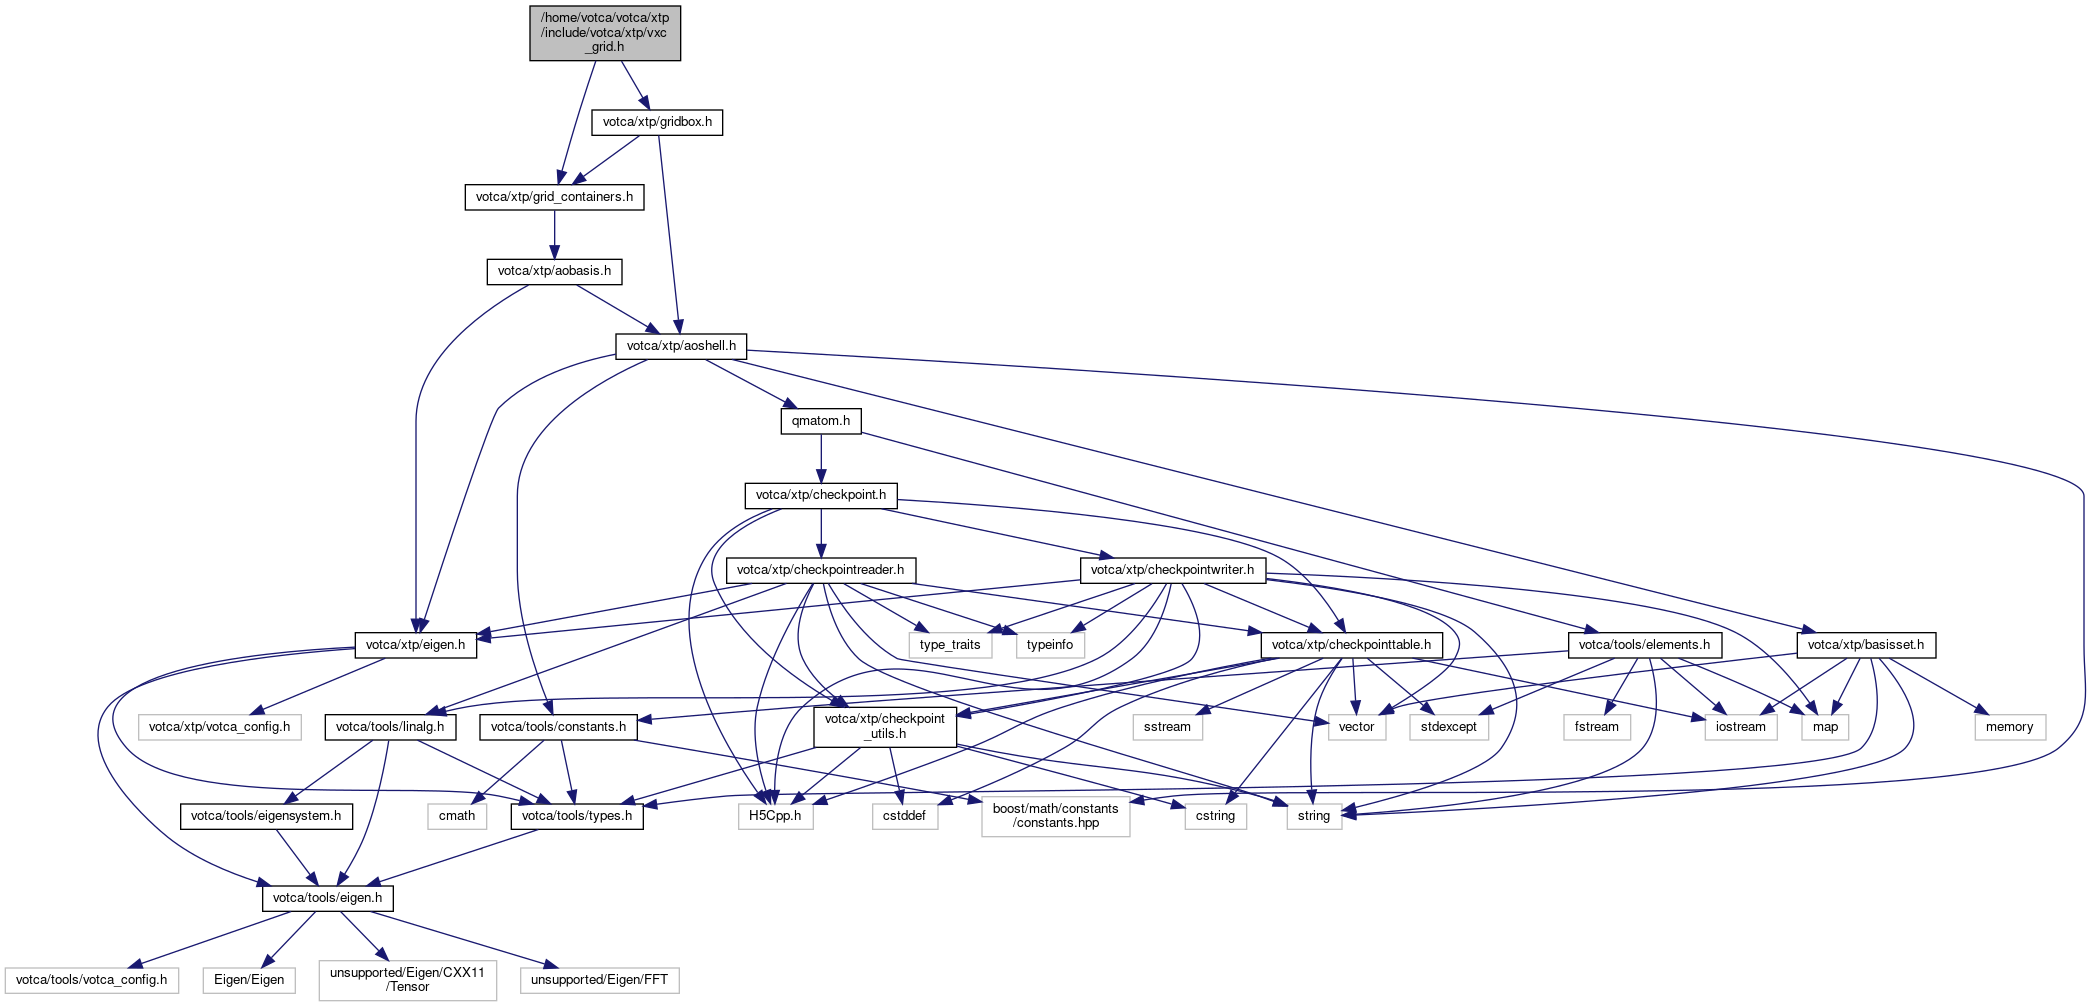 /home/votca/votca/xtp
/include/votca/xtp/vxc
_grid.h
votca/xtp/gridbox.h
votca/xtp/grid_containers.h
votca/xtp/aobasis.h
votca/xtp/aoshell.h
qmatom.h
votca/xtp/checkpoint.h
votca/xtp/checkpointreader.h
votca/xtp/checkpointwriter.h
votca/xtp/eigen.h
type_traits
typeinfo
votca/xtp/checkpointtable.h
votca/tools/elements.h
votca/xtp/basisset.h
votca/xtp/votca_config.h
votca/tools/linalg.h
votca/tools/constants.h
votca/xtp/checkpoint
_utils.h
sstream
vector
stdexcept
fstream
iostream
map
memory
votca/tools/eigensystem.h
cmath
votca/tools/types.h
H5Cpp.h
cstddef
boost/math/constants
/constants.hpp
cstring
string
votca/tools/eigen.h
votca/tools/votca_config.h
Eigen/Eigen
unsupported/Eigen/CXX11
/Tensor
unsupported/Eigen/FFT